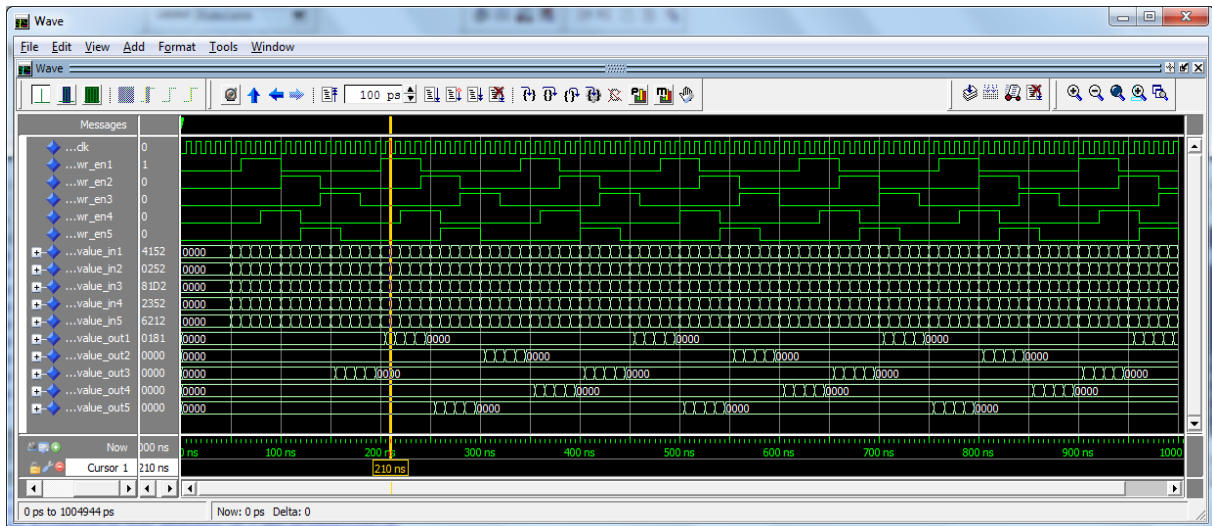 Wave
File Edit View Add Format Tools Window
Wave
100 ps
Messages
...clk 0
...wr_en1 1
...wr_en2 0
...wr_en3 0
...wr_en4 0
...wr_en5 0
...value_in1 4152 0000
...value_in2 0252 0000
...value_in3 81D2 0000
...value_in4 2352 0000
...value_in5 6212 0000
...value_out1 0181 0000 0000 0000 0000
...value_out2 0000 0000 0000 0000 0000
...value_out3 0000 0000 0000 0000 0000 0000
...value_out4 0000 0000 0000 0000 0000
...value_out5 0000 0000 0000 0000 0000
Now 000 ns 0 ns 100 ns 200 ns 300 ns 400 ns 500 ns 600 ns 700 ns 800 ns 900 ns 1000
Cursor 1 210 ns 210 ns
0 ps to 1004944 ps Now: 0 ps Delta: 0